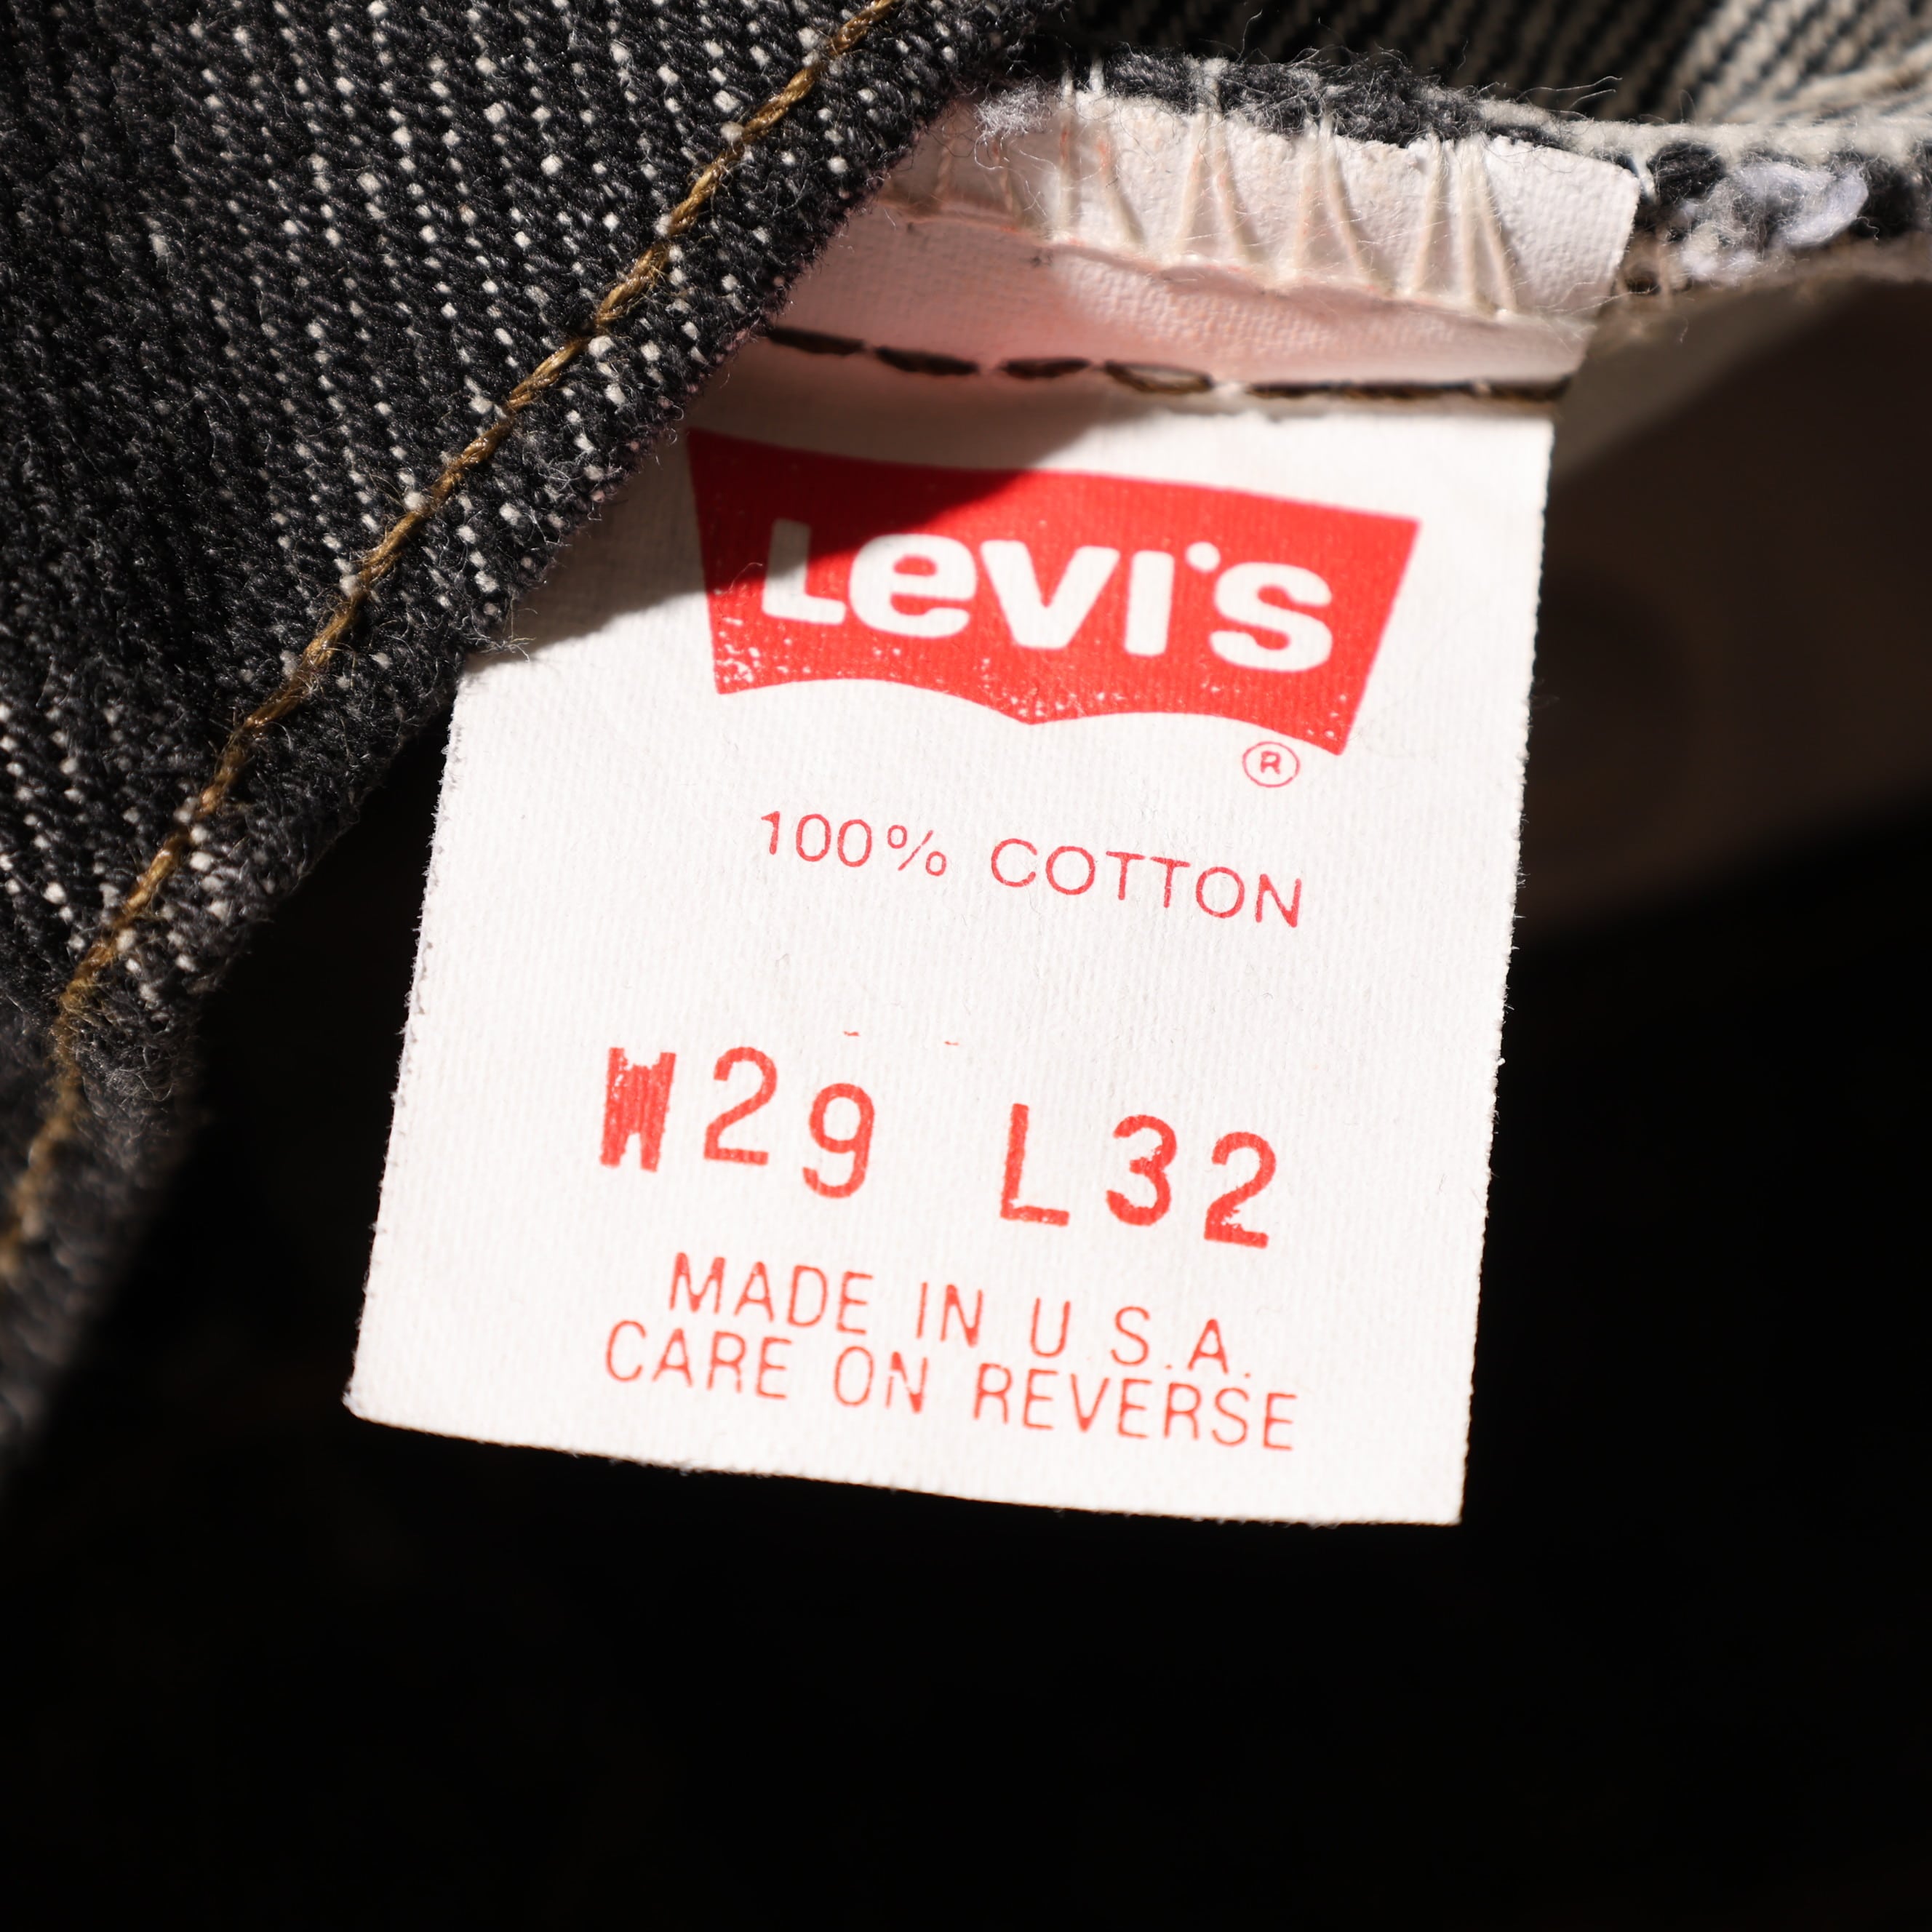 Levi's
®
100% COTTON
W29 L32
MADE IN U S.A.
CARE ON REVERSE